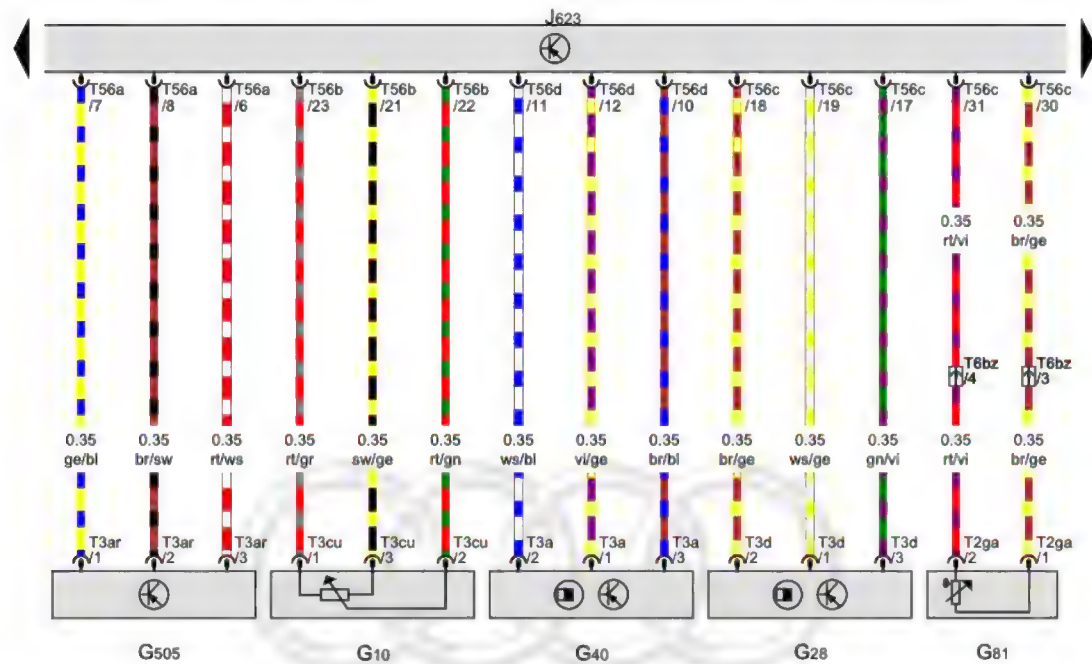 J623
T56a T56a T56a T56b T56b T56b T56d T56d T56d T56c T56c T56c T56c T56c
/7 /8 /6 /23 /21 /22 /11 /12 /10 /18 /19 /17 /31 /30
0.35 0.35
rt/vi br/ge
T6bz T6bz
/4 /3
0.35 0.35 0.35 0.35 0.35 0.35 0.35 0.35 0.35 0.35 0.35 0.35 0.35 0.35
ge/bl br/sw rt/ws rt/gr sw/ge rt/gn ws/bl vi/ge br/bl br/ge ws/ge gn/vi rt/vi br/ge
T3ar T3ar T3ar T3cu T3cu T3cu T3a T3a T3a T3d T3d T3d T2ga T2ga
/1 /2 /3 /1 /3 /2 /2 /1 /3 /2 /1 /3 /2 /1
G505 G10 G40 G28 G81